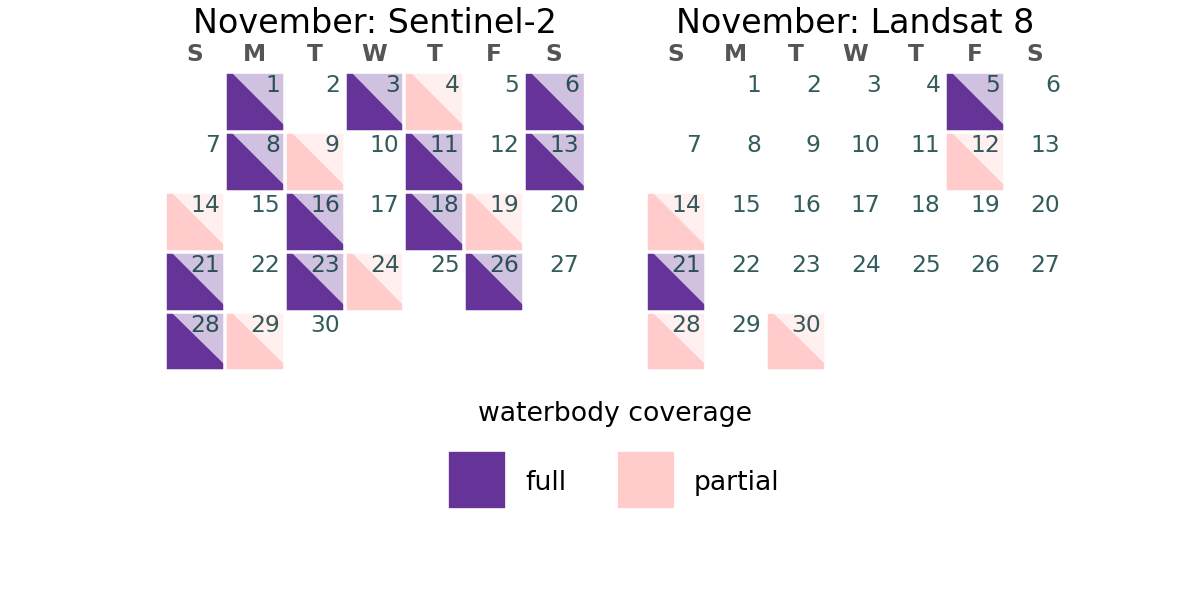 November: Sentinel-2
S M T W T F S
1 2 3 4 5 6
7 8 9 10 11 12 13
14 15 16 17 18 19 20
21 22 23 24 25 26 27
28 29 30
November: Landsat 8
S M T W T F S
1 2 3 4 5 6
7 8 9 10 11 12 13
14 15 16 17 18 19 20
21 22 23 24 25 26 27
28 29 30
waterbody coverage
full
partial